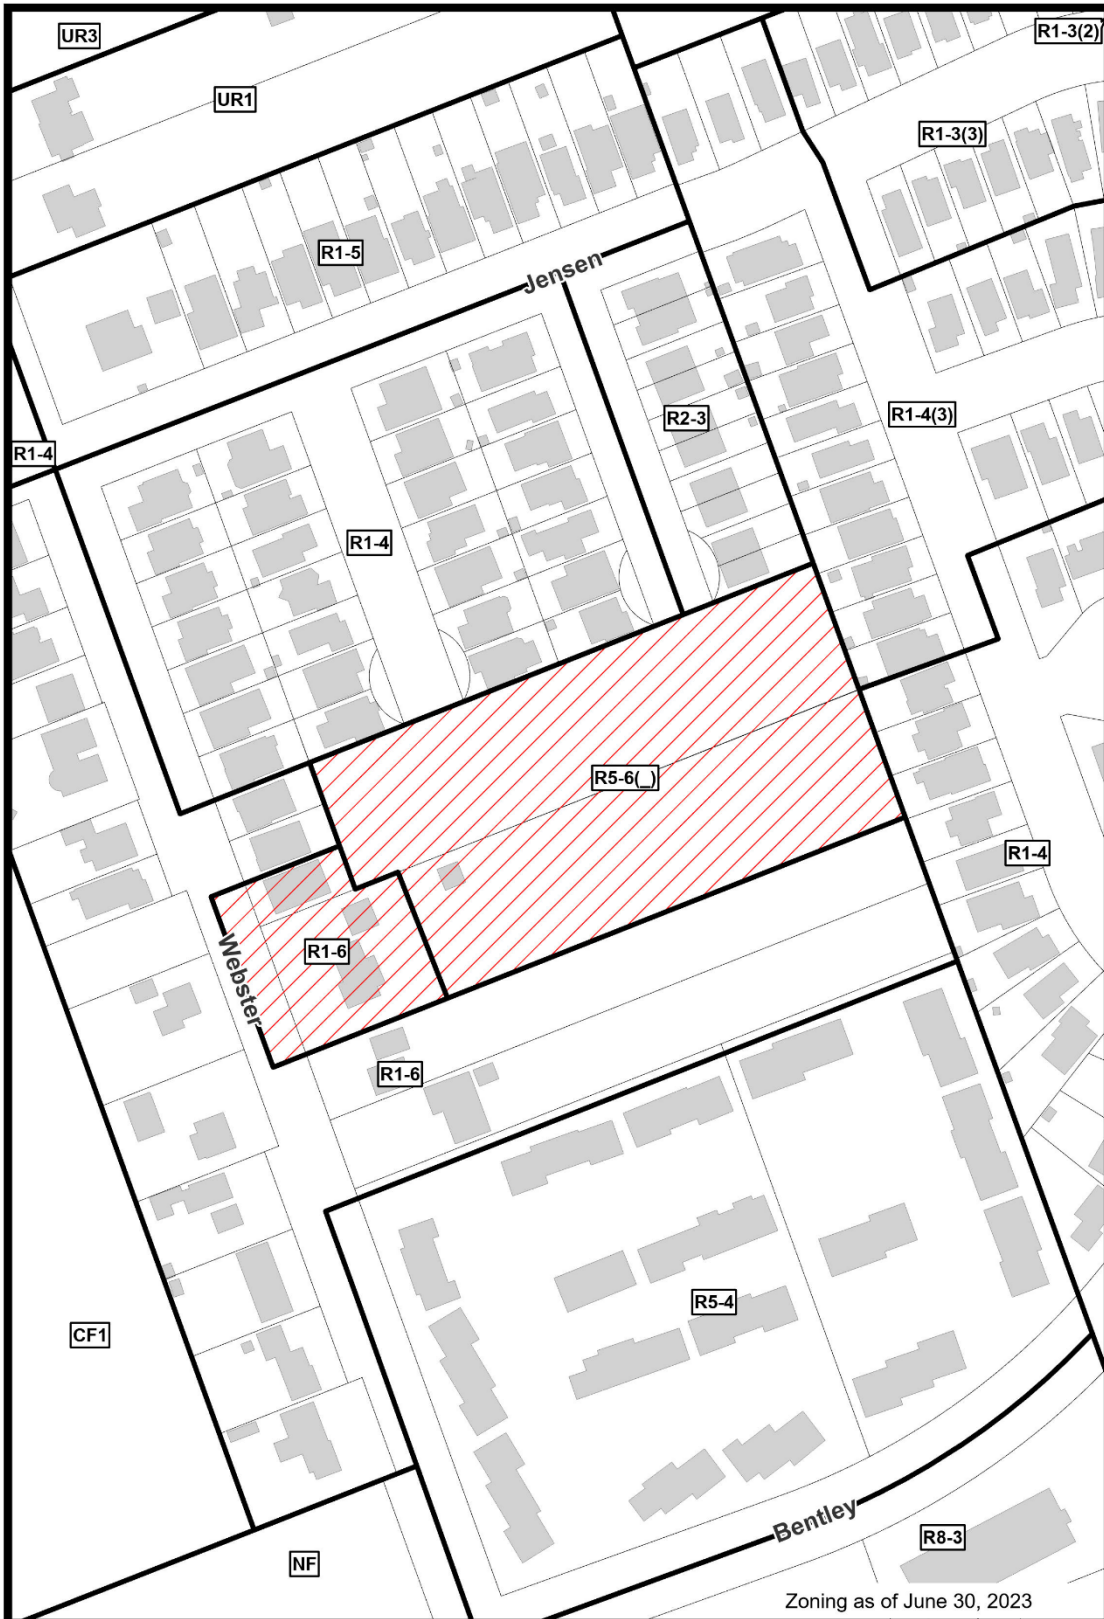 UR3
R1-3(2)
UR1
R1-3(3)
R1-5
Jensen
R2-3
R1-4(3)
R1-4
R1-4
R5-6(_)
R1-4
Webster
R1-6
R1-6
R5-4
CF1
Bentley
R8-3
NF
Zoning as of June 30, 2023